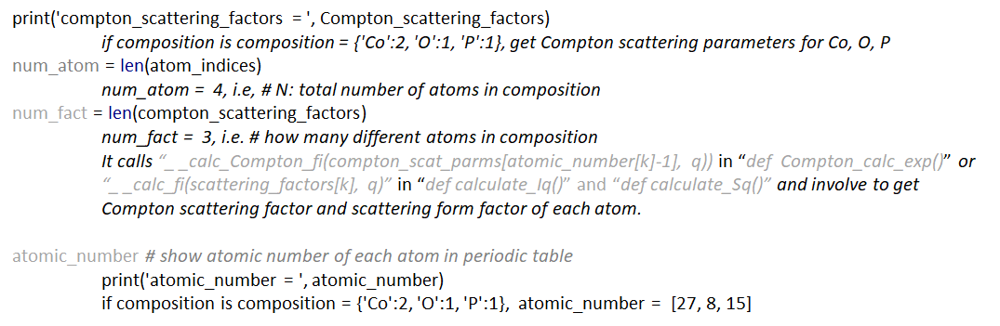 print('compton_scattering_factors = ', Compton_scattering_factors)
if composition is composition = {'Co':2, 'O':1, 'P':1}, get Compton scattering parameters for Co, O, P
num_atom = len(atom_indices)
num_atom = 4, i.e, # N: total number of atoms in composition
num_fact = len(compton_scattering_factors)
num_fact = 3, i.e. # how many different atoms in composition
It calls “_ _calc_Compton_fi(compton_scat_parms[atomic_number[k]-1], q)) in “def Compton_calc_exp()” or
“_ _calc_fi(scattering_factors[k], q)” in “def calculate_Iq()” and “def calculate_Sq()” and involve to get
Compton scattering factor and scattering form factor of each atom.
atomic_number # show atomic number of each atom in periodic table
print('atomic_number = ', atomic_number)
if composition is composition = {'Co':2, 'O':1, 'P':1}, atomic_number = [27, 8, 15]